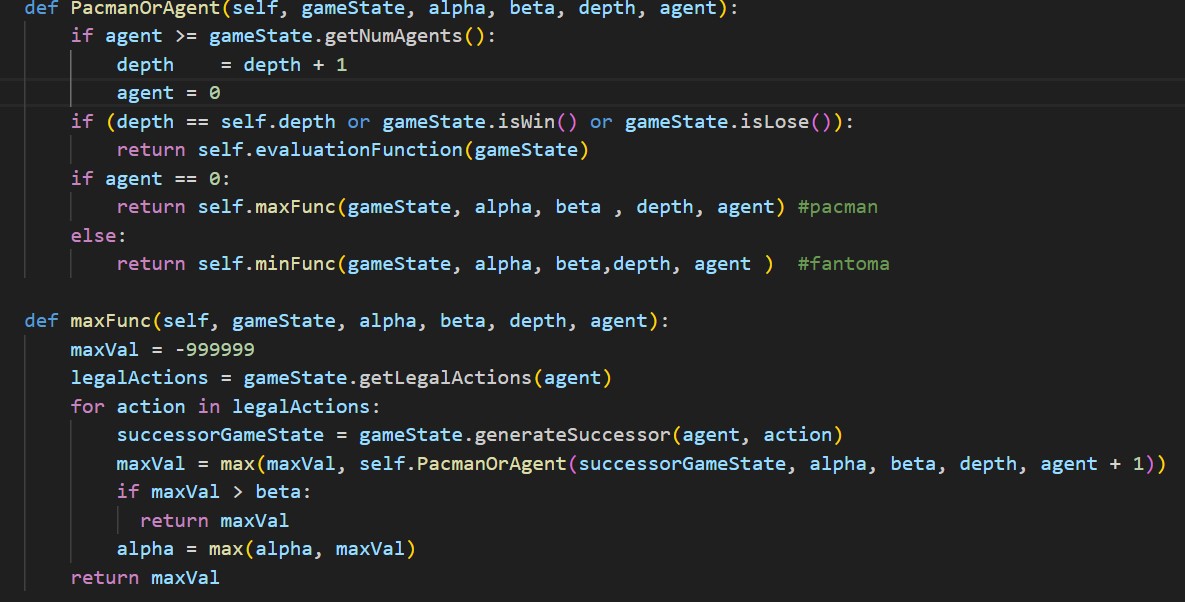 def PacmanOrAgent(self, gameState, alpha, beta, depth, agent):
    if agent >= gameState.getNumAgents():
        depth    = depth + 1
        agent = 0
    if (depth == self.depth or gameState.isWin() or gameState.isLose()):
        return self.evaluationFunction(gameState)
    if agent == 0:
        return self.maxFunc(gameState, alpha, beta , depth, agent) #pacman
    else:
        return self.minFunc(gameState, alpha, beta,depth, agent )  #fantoma

def maxFunc(self, gameState, alpha, beta, depth, agent):
    maxVal = -999999
    legalActions = gameState.getLegalActions(agent)
    for action in legalActions:
        successorGameState = gameState.generateSuccessor(agent, action)
        maxVal = max(maxVal, self.PacmanOrAgent(successorGameState, alpha, beta, depth, agent + 1))
        if maxVal > beta:
          return maxVal
        alpha = max(alpha, maxVal)
    return maxVal